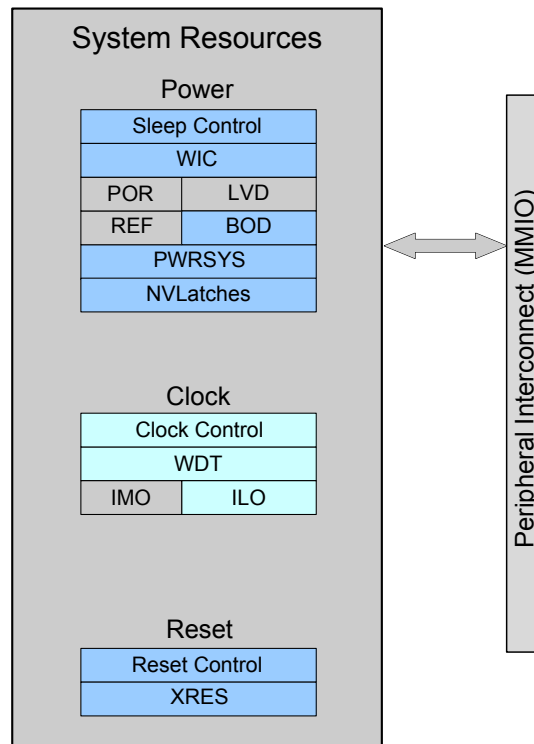 System Resources
Power
Sleep Control
WIC
POR LVD
REF BOD
PWRSYS
NVLatches
Clock
Clock Control
WDT
IMO ILO
Reset
Reset Control
XRES
Peripheral Interconnect (MMIO)